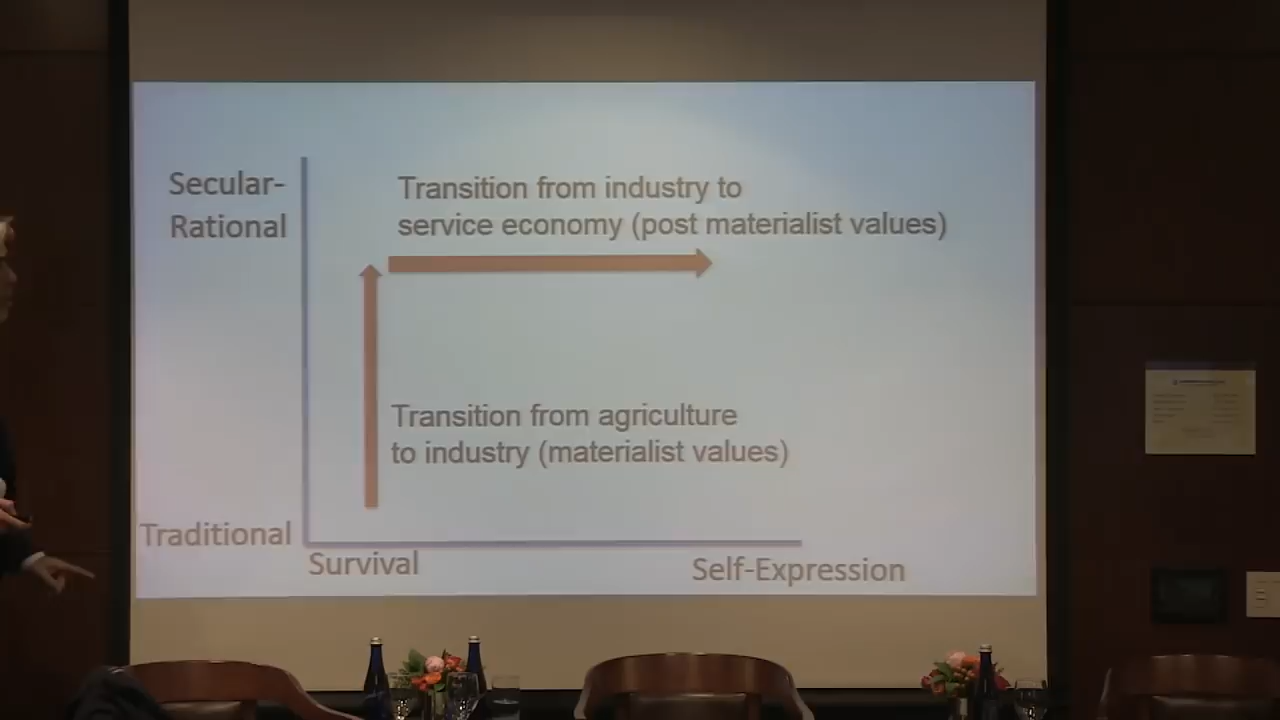 Secular-
Rational
Transition from industry to
service economy (post materialist values)
Transition from agriculture
to industry (materialist values)
Traditional
Survival
Self-Expression